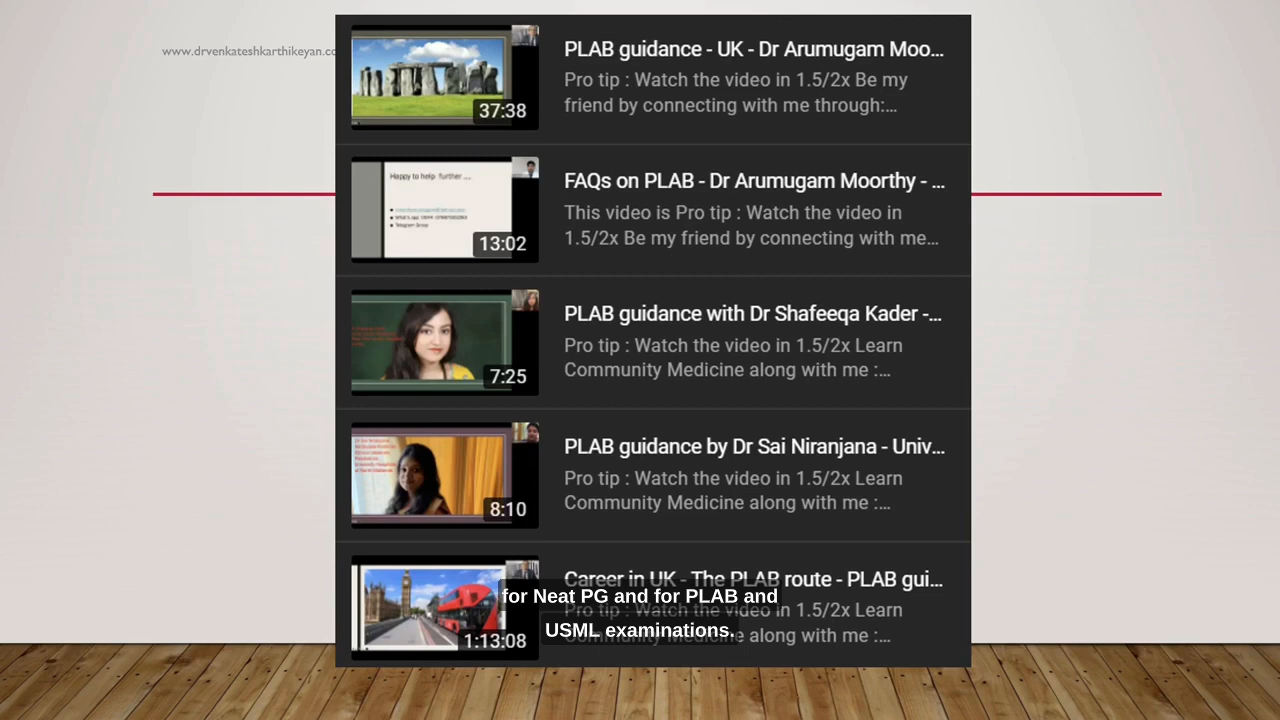 www.drvenkateshkarthikeyan.co
PLAB guidance - UK - Dr Arumugam Moo...
Pro tip : Watch the video in 1.5/2x Be my
friend by connecting with me through:...
37:38
FAQs on PLAB - Dr Arumugam Moorthy - ...
This video is Pro tip : Watch the video in
1.5/2x Be my friend by connecting with me...
Happy to help further ....
Telegram Group
13:02
PLAB guidance with Dr Shafeeqa Kader -...
Pro tip : Watch the video in 1.5/2x Learn
Community Medicine along with me :...
7:25
PLAB guidance by Dr Sai Niranjana - Univ...
Pro tip : Watch the video in 1.5/2x Learn
Community Medicine along with me :...
8:10
Career in UK - The PLAB route - PLAB gui...
Pro tip : Watch the video in 1.5/2x Learn
Community Medicine along with me :...
1:13:08
for Neat PG and for PLAB and
USML examinations.